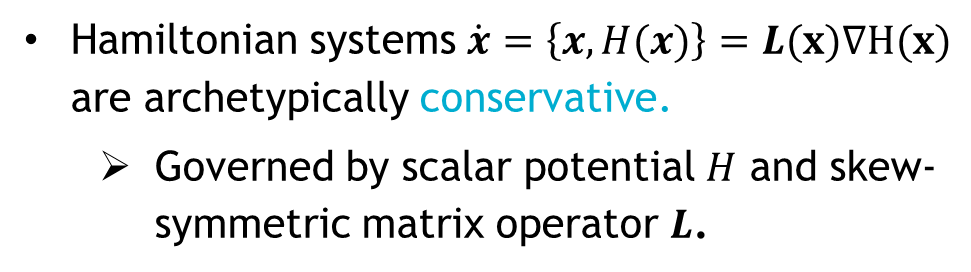 • Hamiltonian systems ẋ = {x, H(x)} = L(x)∇H(x)
are archetypically conservative.
➢ Governed by scalar potential H and skew-
symmetric matrix operator L.